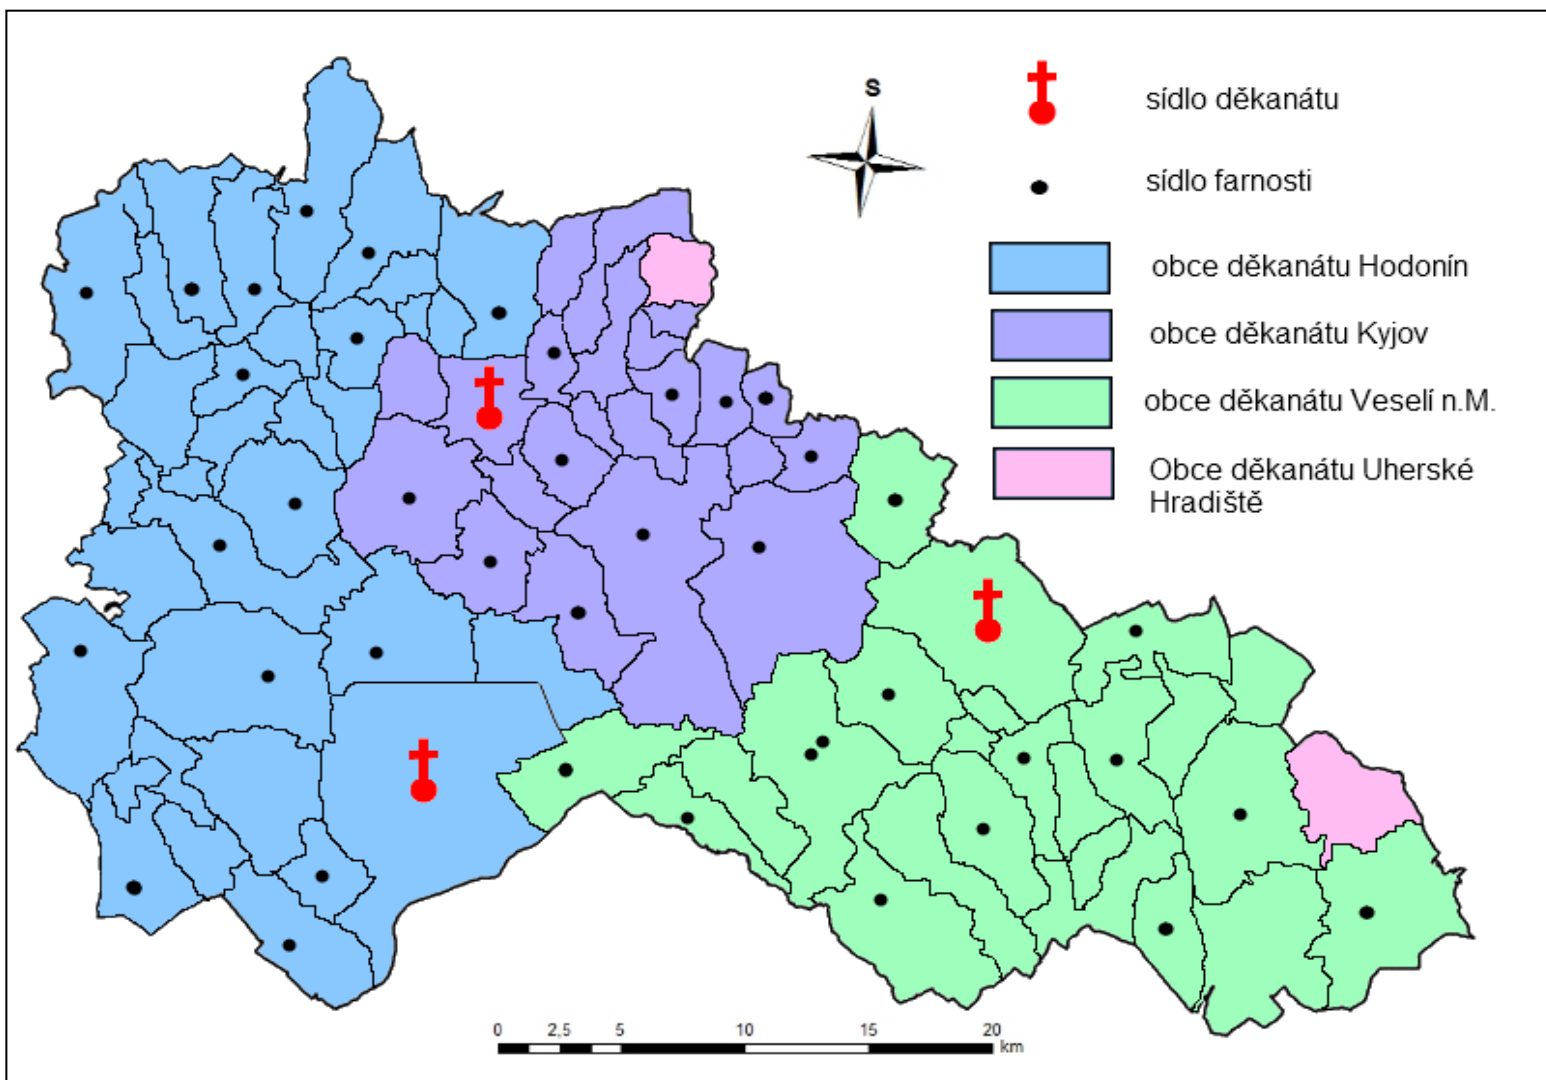 S
sídlo děkanátu
sídlo farnosti
obce děkanátu Hodonín
obce děkanátu Kyjov
obce děkanátu Veselí n.M.
Obce děkanátu Uherské
Hradiště
0 2,5 5 10 15 20
km